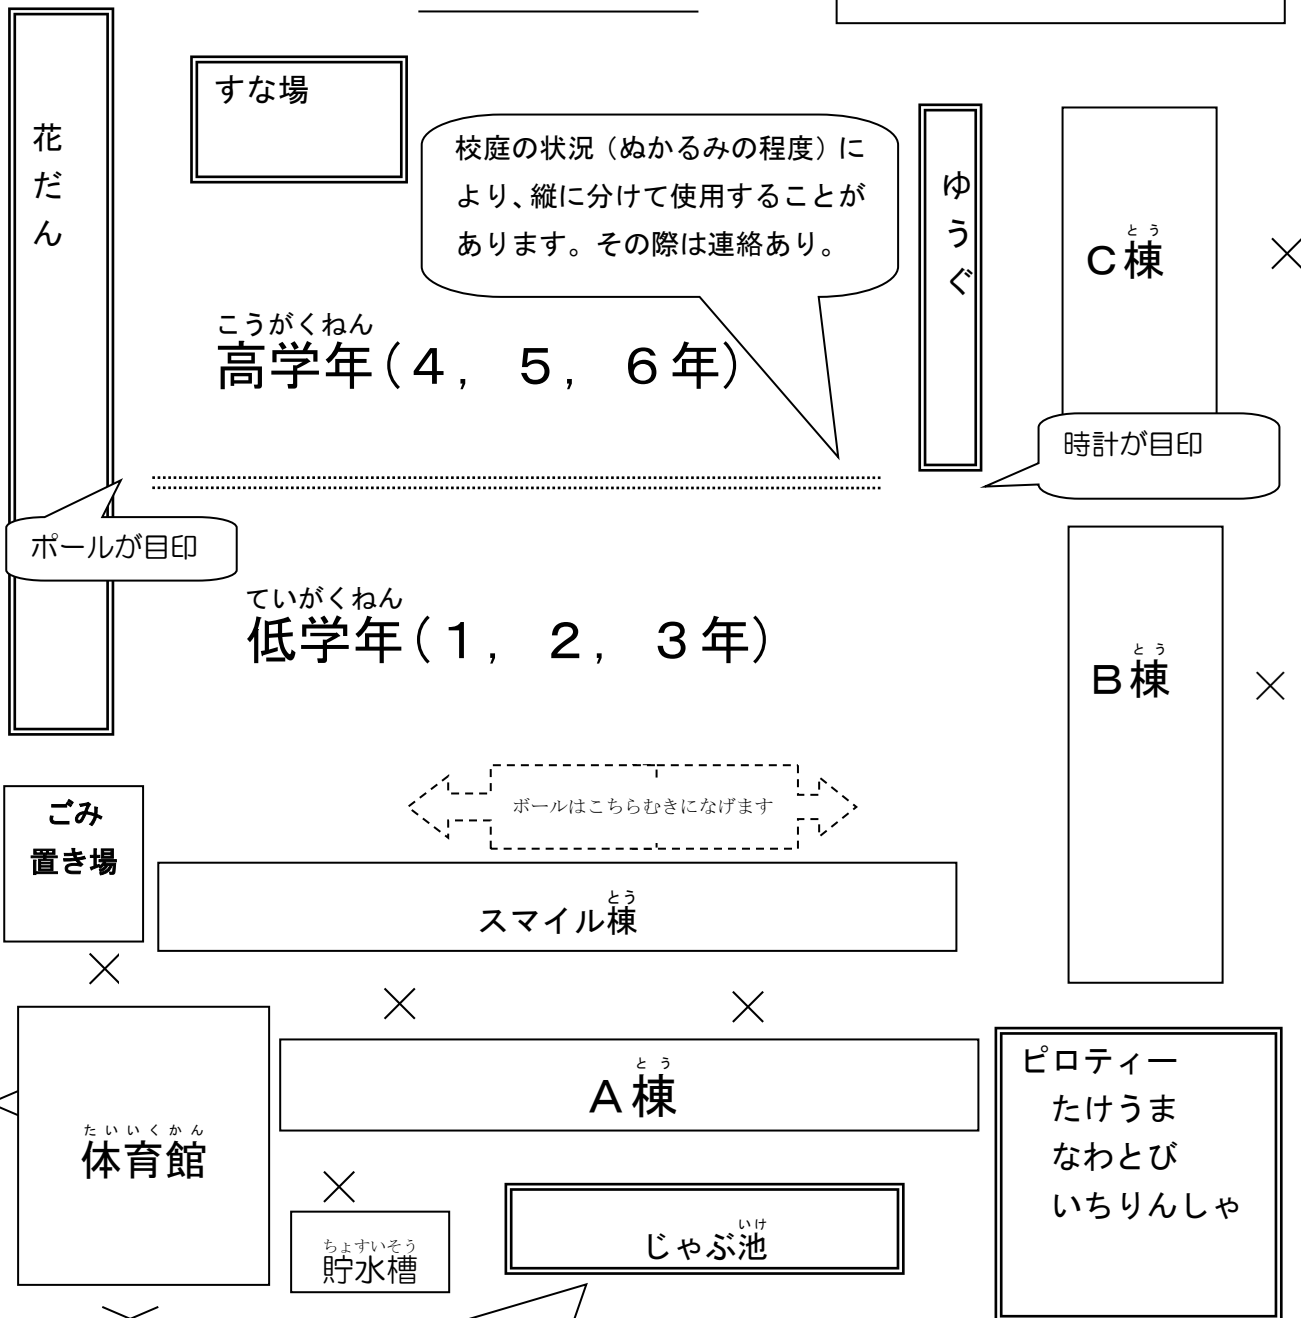 花だん
すな場
校庭の状況（ぬかるみの程度）に
より、縦に分けて使用することが
あります。その際は連絡あり。
ゆうぐ
とう
C棟
こうがくねん
高学年(４，５，６年)
時計が目印
ポールが目印
ていがくねん
低学年(１，２，３年)
とう
B棟
ボールはこちらむきになげます
ごみ
置き場
とう
スマイル棟
とう
A棟
ピロティー
たけうま
なわとび
いちりんしゃ
たいいくかん
体育館
ちょすいそう
貯水槽
いけ
じゃぶ池